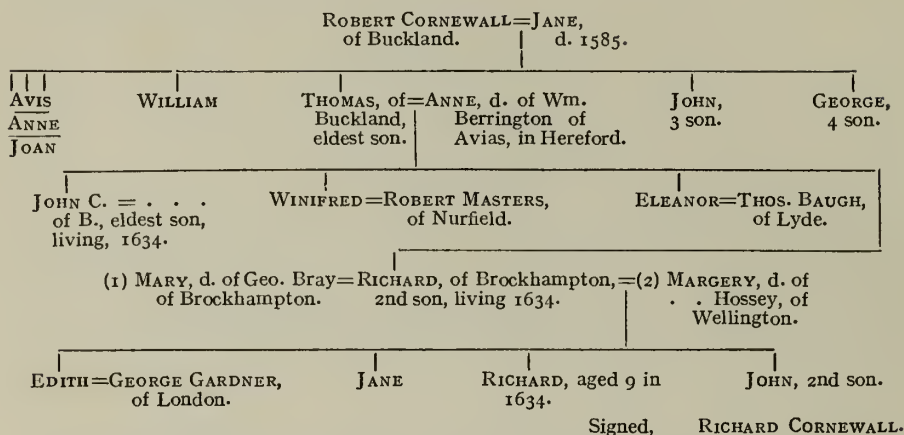 ROBERT CORNEWALL=JANE,
of Buckland. d. 1585.
AVIS WILLIAM THOMAS, of=ANNE, d. of Wm. JOHN, GEORGE,
ANNE Buckland, Berrington of 3 son. 4 son.
JOAN eldest son. Avias, in Hereford.
JOHN C. = . . . WINIFRED=ROBERT MASTERS, ELEANOR=THOS. BAUGH,
of B., eldest son, of Nurfield. of Lyde.
living, 1634.
(1) MARY, d. of Geo. Bray=RICHARD, of Brockhampton,=(2) MARGERY, d. of
of Brockhampton. 2nd son, living 1634. . . Hossey, of
Wellington.
EDITH=GEORGE GARDNER, JANE RICHARD, aged 9 in JOHN, 2nd son.
of London. 1634.
Signed, RICHARD CORNEWALL.